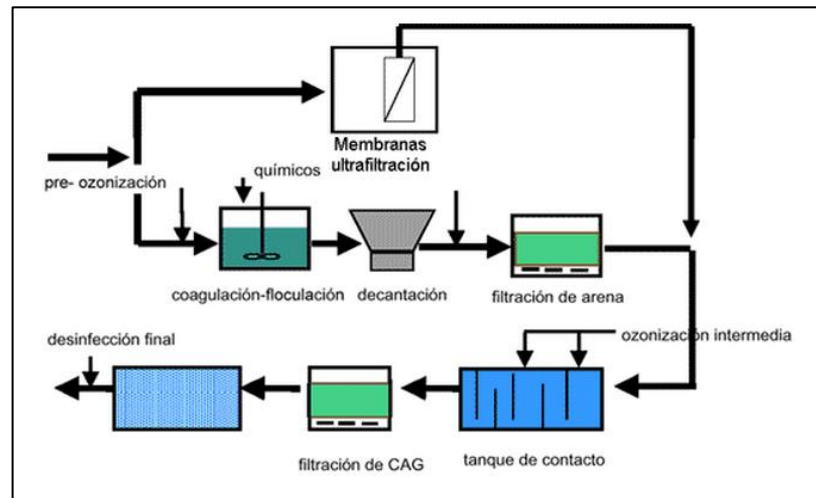 Membranas
ultrafiltración
pre- ozonización
químicos
coagulación-floculación
decantación
filtración de arena
desinfección final
ozonización intermedia
filtración de CAG
tanque de contacto